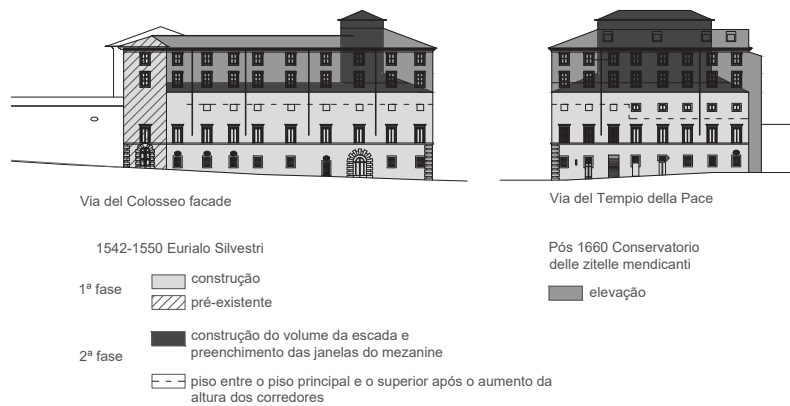 Via del Colosseo facade
Via del Tempio della Pace
1542-1550 Eurialo Silvestri
1ª fase
construção
pré-existente
2ª fase
construção do volume da escada e
preenchimento das janelas do mezanine
piso entre o piso principal e o superior após o aumento da
altura dos corredores
Pós 1660 Conservatorio
delle zitelle mendicanti
elevação